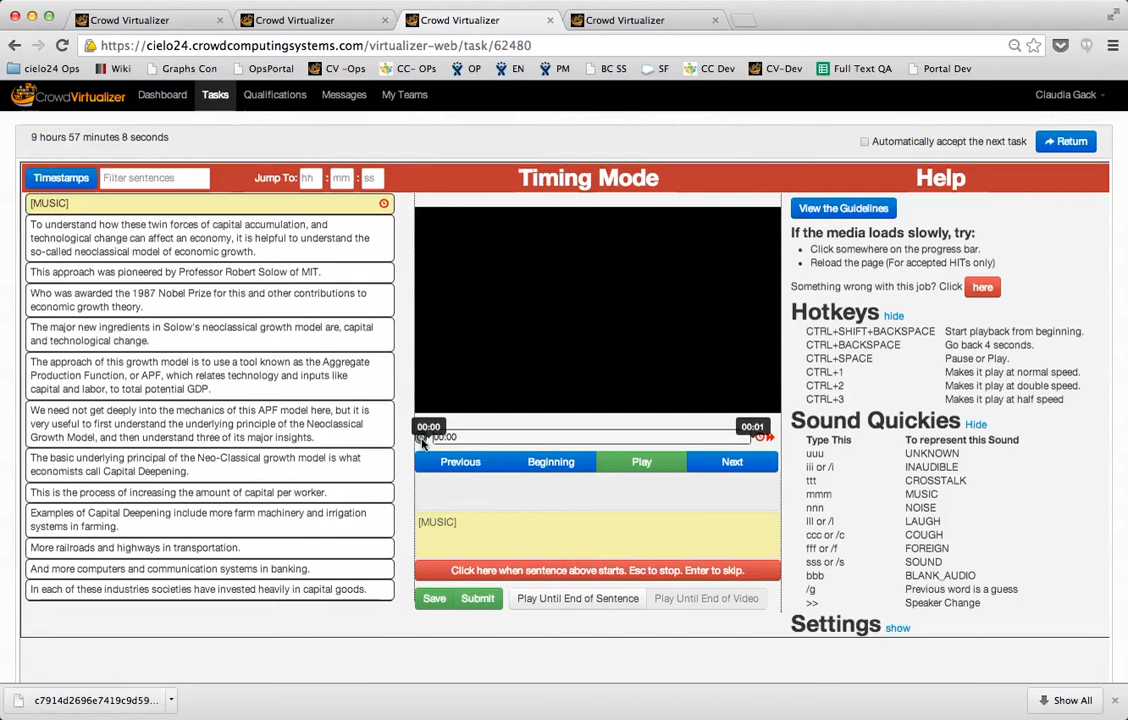 Crowd Virtualizer
Crowd Virtualizer
Crowd Virtualizer
Crowd Virtualizer
https://cielo24.crowdcomputingsystems.com/virtualizer-web/task/62480
cielo24 Ops Wiki Graphs Con OpsPortal CV -Ops CC- OPs OP EN PM BC SS SF CC Dev CV-Dev Full Text QA Portal Dev
CrowdVirtualizer Dashboard Tasks Qualifications Messages My Teams Claudia Gack
9 hours 57 minutes 8 seconds
Automatically accept the next task Return
Timestamps Filter sentences Jump To: hh : mm : ss
Timing Mode
Help
[MUSIC]
To understand how these twin forces of capital accumulation, and
technological change can affect an economy, it is helpful to understand the
so-called neoclassical model of economic growth.
This approach was pioneered by Professor Robert Solow of MIT.
Who was awarded the 1987 Nobel Prize for this and other contributions to
economic growth theory.
The major new ingredients in Solow's neoclassical growth model are, capital
and technological change.
The approach of this growth model is to use a tool known as the Aggregate
Production Function, or APF, which relates technology and inputs like
capital and labor, to total potential GDP.
We need not get deeply into the mechanics of this APF model here, but it is
very useful to first understand the underlying principle of the Neoclassical
Growth Model, and then understand three of its major insights.
The basic underlying principal of the Neo-Classical growth model is what
economists call Capital Deepening.
This is the process of increasing the amount of capital per worker.
Examples of Capital Deepening include more farm machinery and irrigation
systems in farming.
More railroads and highways in transportation.
And more computers and communication systems in banking.
In each of these industries societies have invested heavily in capital goods.
00:00
00:01
00:00
Previous Beginning Play Next
[MUSIC]
Click here when sentence above starts. Esc to stop. Enter to skip.
Save Submit Play Until End of Sentence Play Until End of Video
View the Guidelines
If the media loads slowly, try:
Click somewhere on the progress bar.
Reload the page (For accepted HITs only)
Something wrong with this job? Click here
Hotkeys hide
CTRL+SHIFT+BACKSPACE Start playback from beginning.
CTRL+BACKSPACE Go back 4 seconds.
CTRL+SPACE Pause or Play.
CTRL+1 Makes it play at normal speed.
CTRL+2 Makes it play at double speed.
CTRL+3 Makes it play at half speed
Sound Quickies Hide
Type This To represent this Sound
uuu UNKNOWN
iii or /i INAUDIBLE
ttt CROSSTALK
mmm MUSIC
nnn NOISE
lll or /l LAUGH
ccc or /c COUGH
fff or /f FOREIGN
sss or /s SOUND
bbb BLANK_AUDIO
/g Previous word is a guess
>> Speaker Change
Settings show
c7914d2696e7419c9d59...
Show All